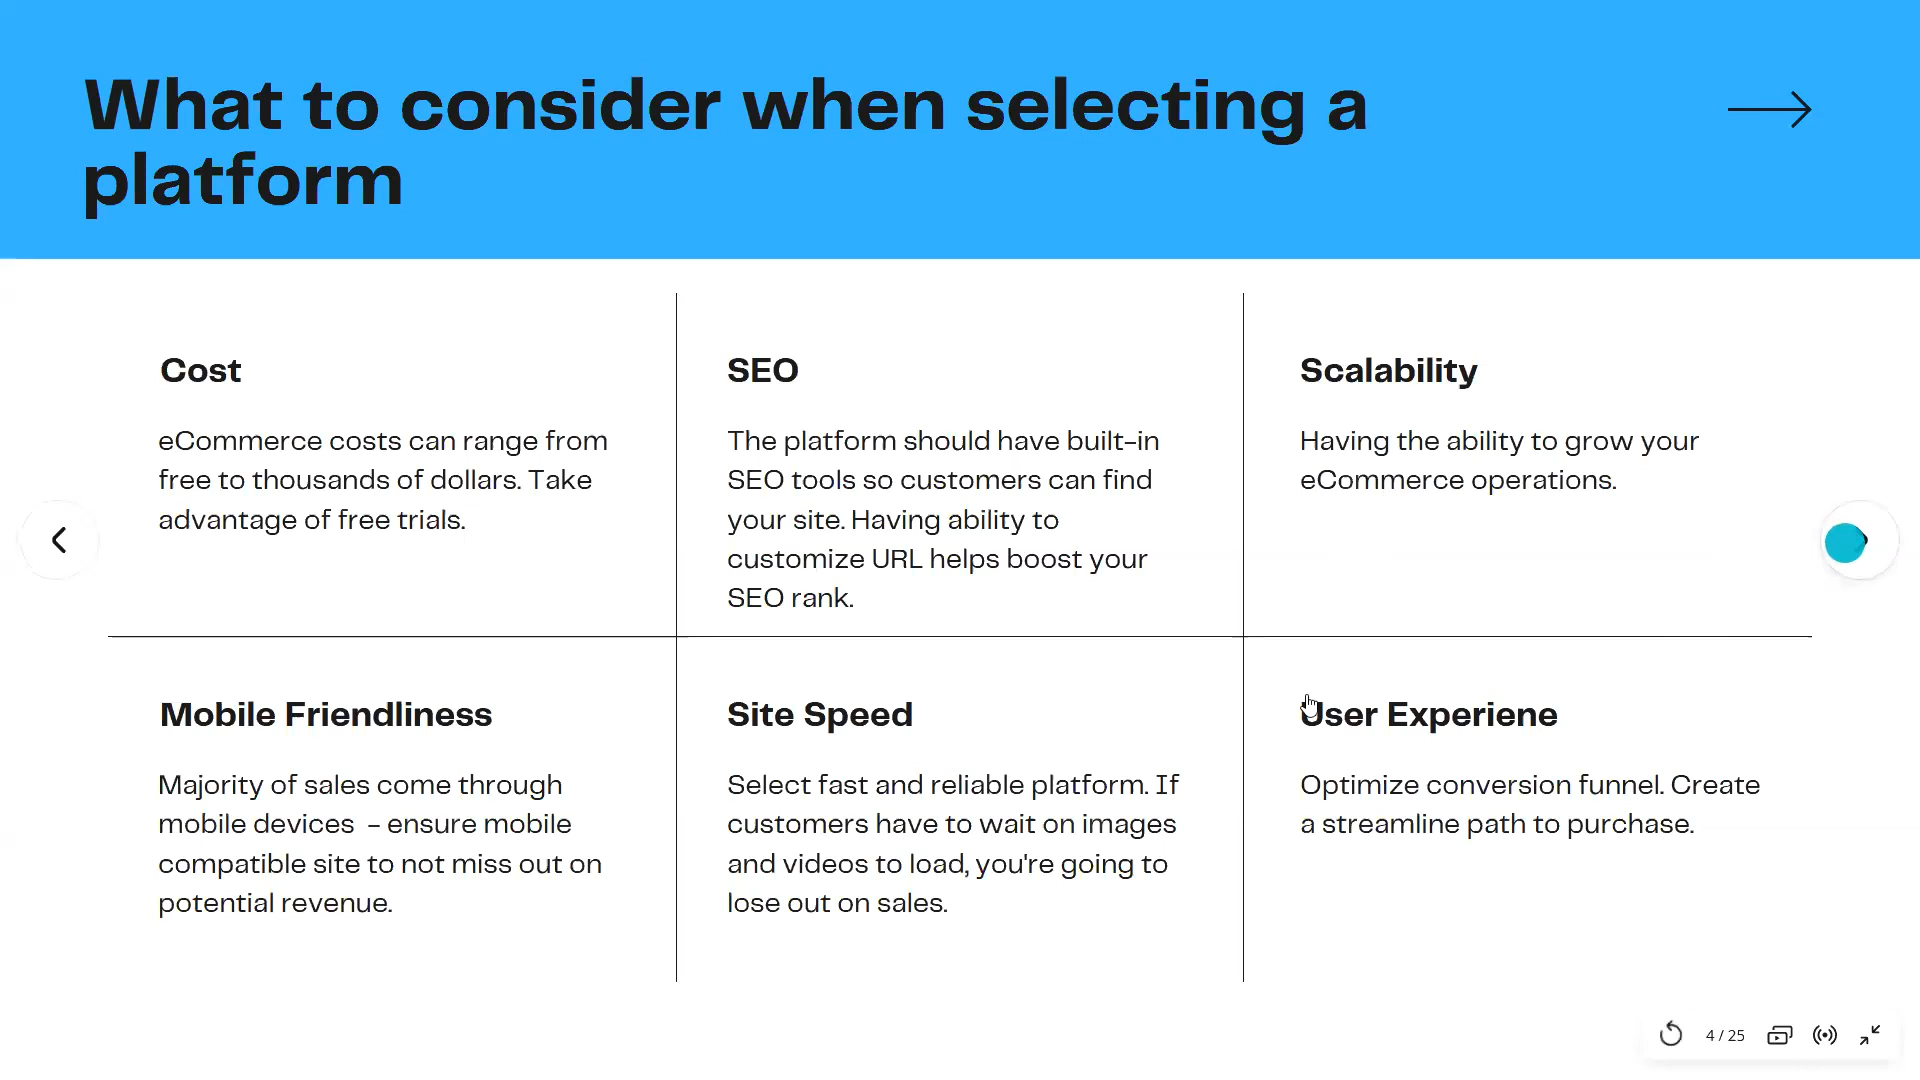 What to consider when selecting a
platform
Cost
eCommerce costs can range from
free to thousands of dollars. Take
advantage of free trials.
SEO
The platform should have built-in
SEO tools so customers can find
your site. Having ability to
customize URL helps boost your
SEO rank.
Scalability
Having the ability to grow your
eCommerce operations.
Mobile Friendliness
Majority of sales come through
mobile devices - ensure mobile
compatible site to not miss out on
potential revenue.
Site Speed
Select fast and reliable platform. If
customers have to wait on images
and videos to load, you're going to
lose out on sales.
User Experiene
Optimize conversion funnel. Create
a streamline path to purchase.
4 / 25